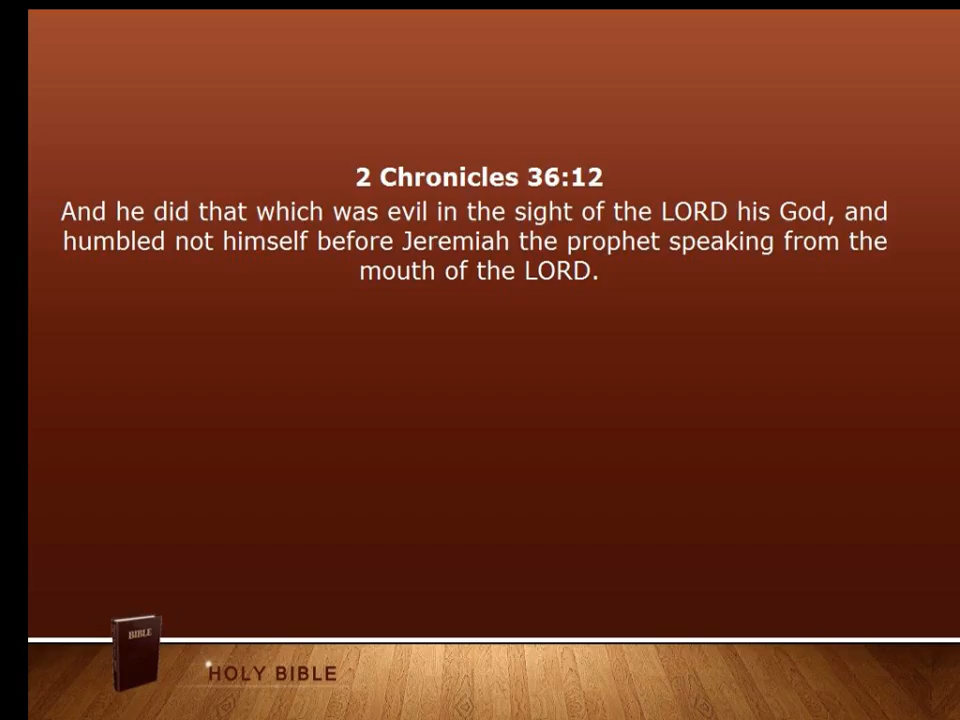 2 Chronicles 36:12
And he did that which was evil in the sight of the LORD his God, and
humbled not himself before Jeremiah the prophet speaking from the
mouth of the LORD.
BIBLE
HOLY BIBLE